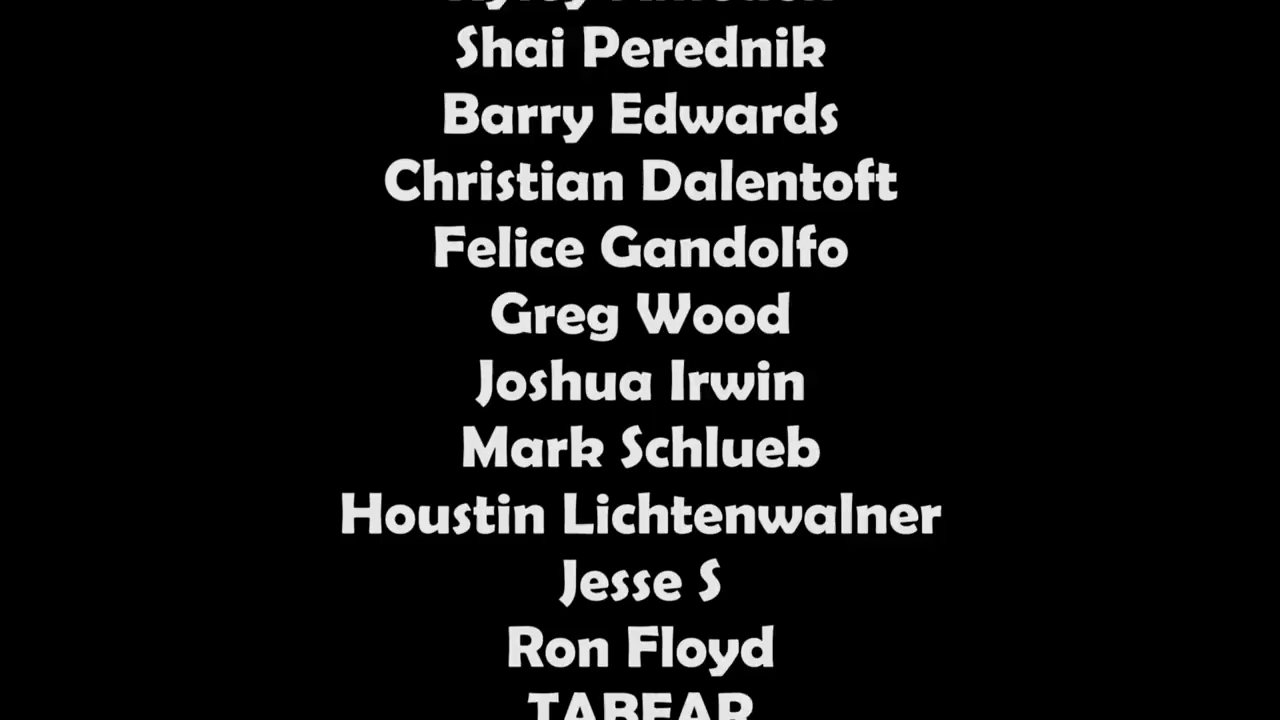 Shai Perednik
Barry Edwards
Christian Dalentoft
Felice Gandolfo
Greg Wood
Joshua Irwin
Mark Schlueb
Houstin Lichtenwalner
Jesse S
Ron Floyd
TABEAR